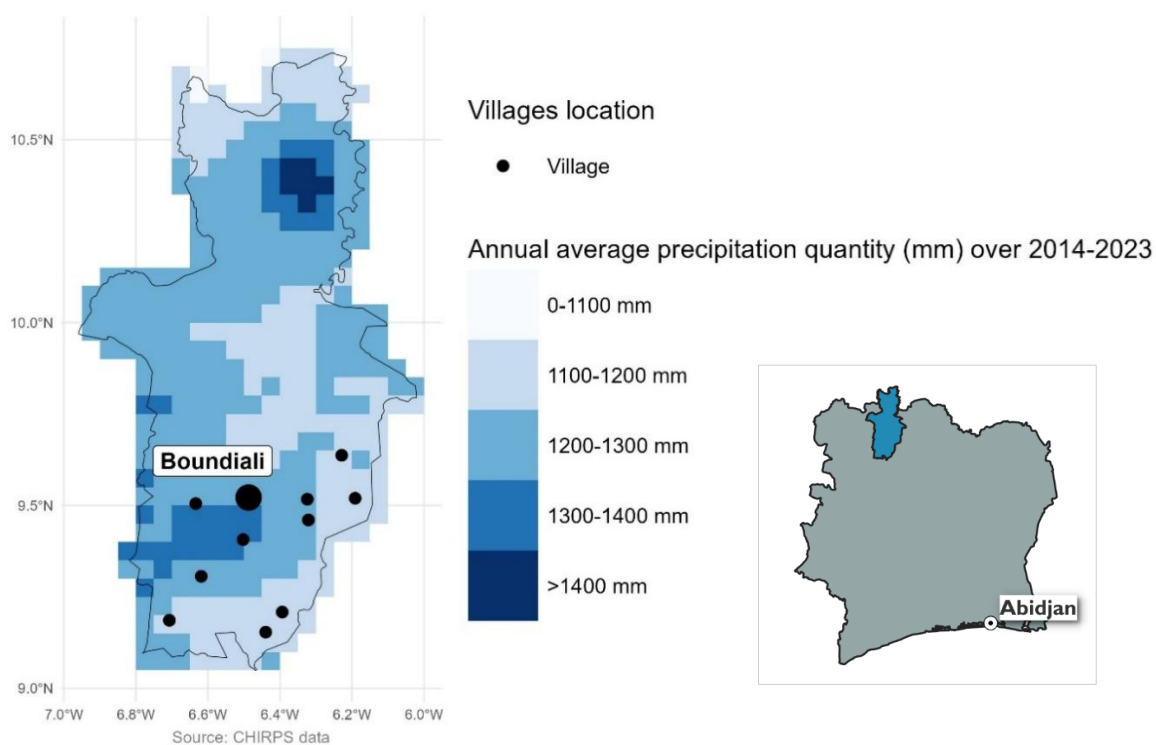 10.5°N
10.0°N
9.5°N
9.0°N
Boundiali
7.0°W 6.8°W 6.6°W 6.4°W 6.2°W 6.0°W
Source: CHIRPS data
Villages location
Village
Annual average precipitation quantity (mm) over 2014-2023
0-1100 mm
1100-1200 mm
1200-1300 mm
1300-1400 mm
>1400 mm
Abidjan